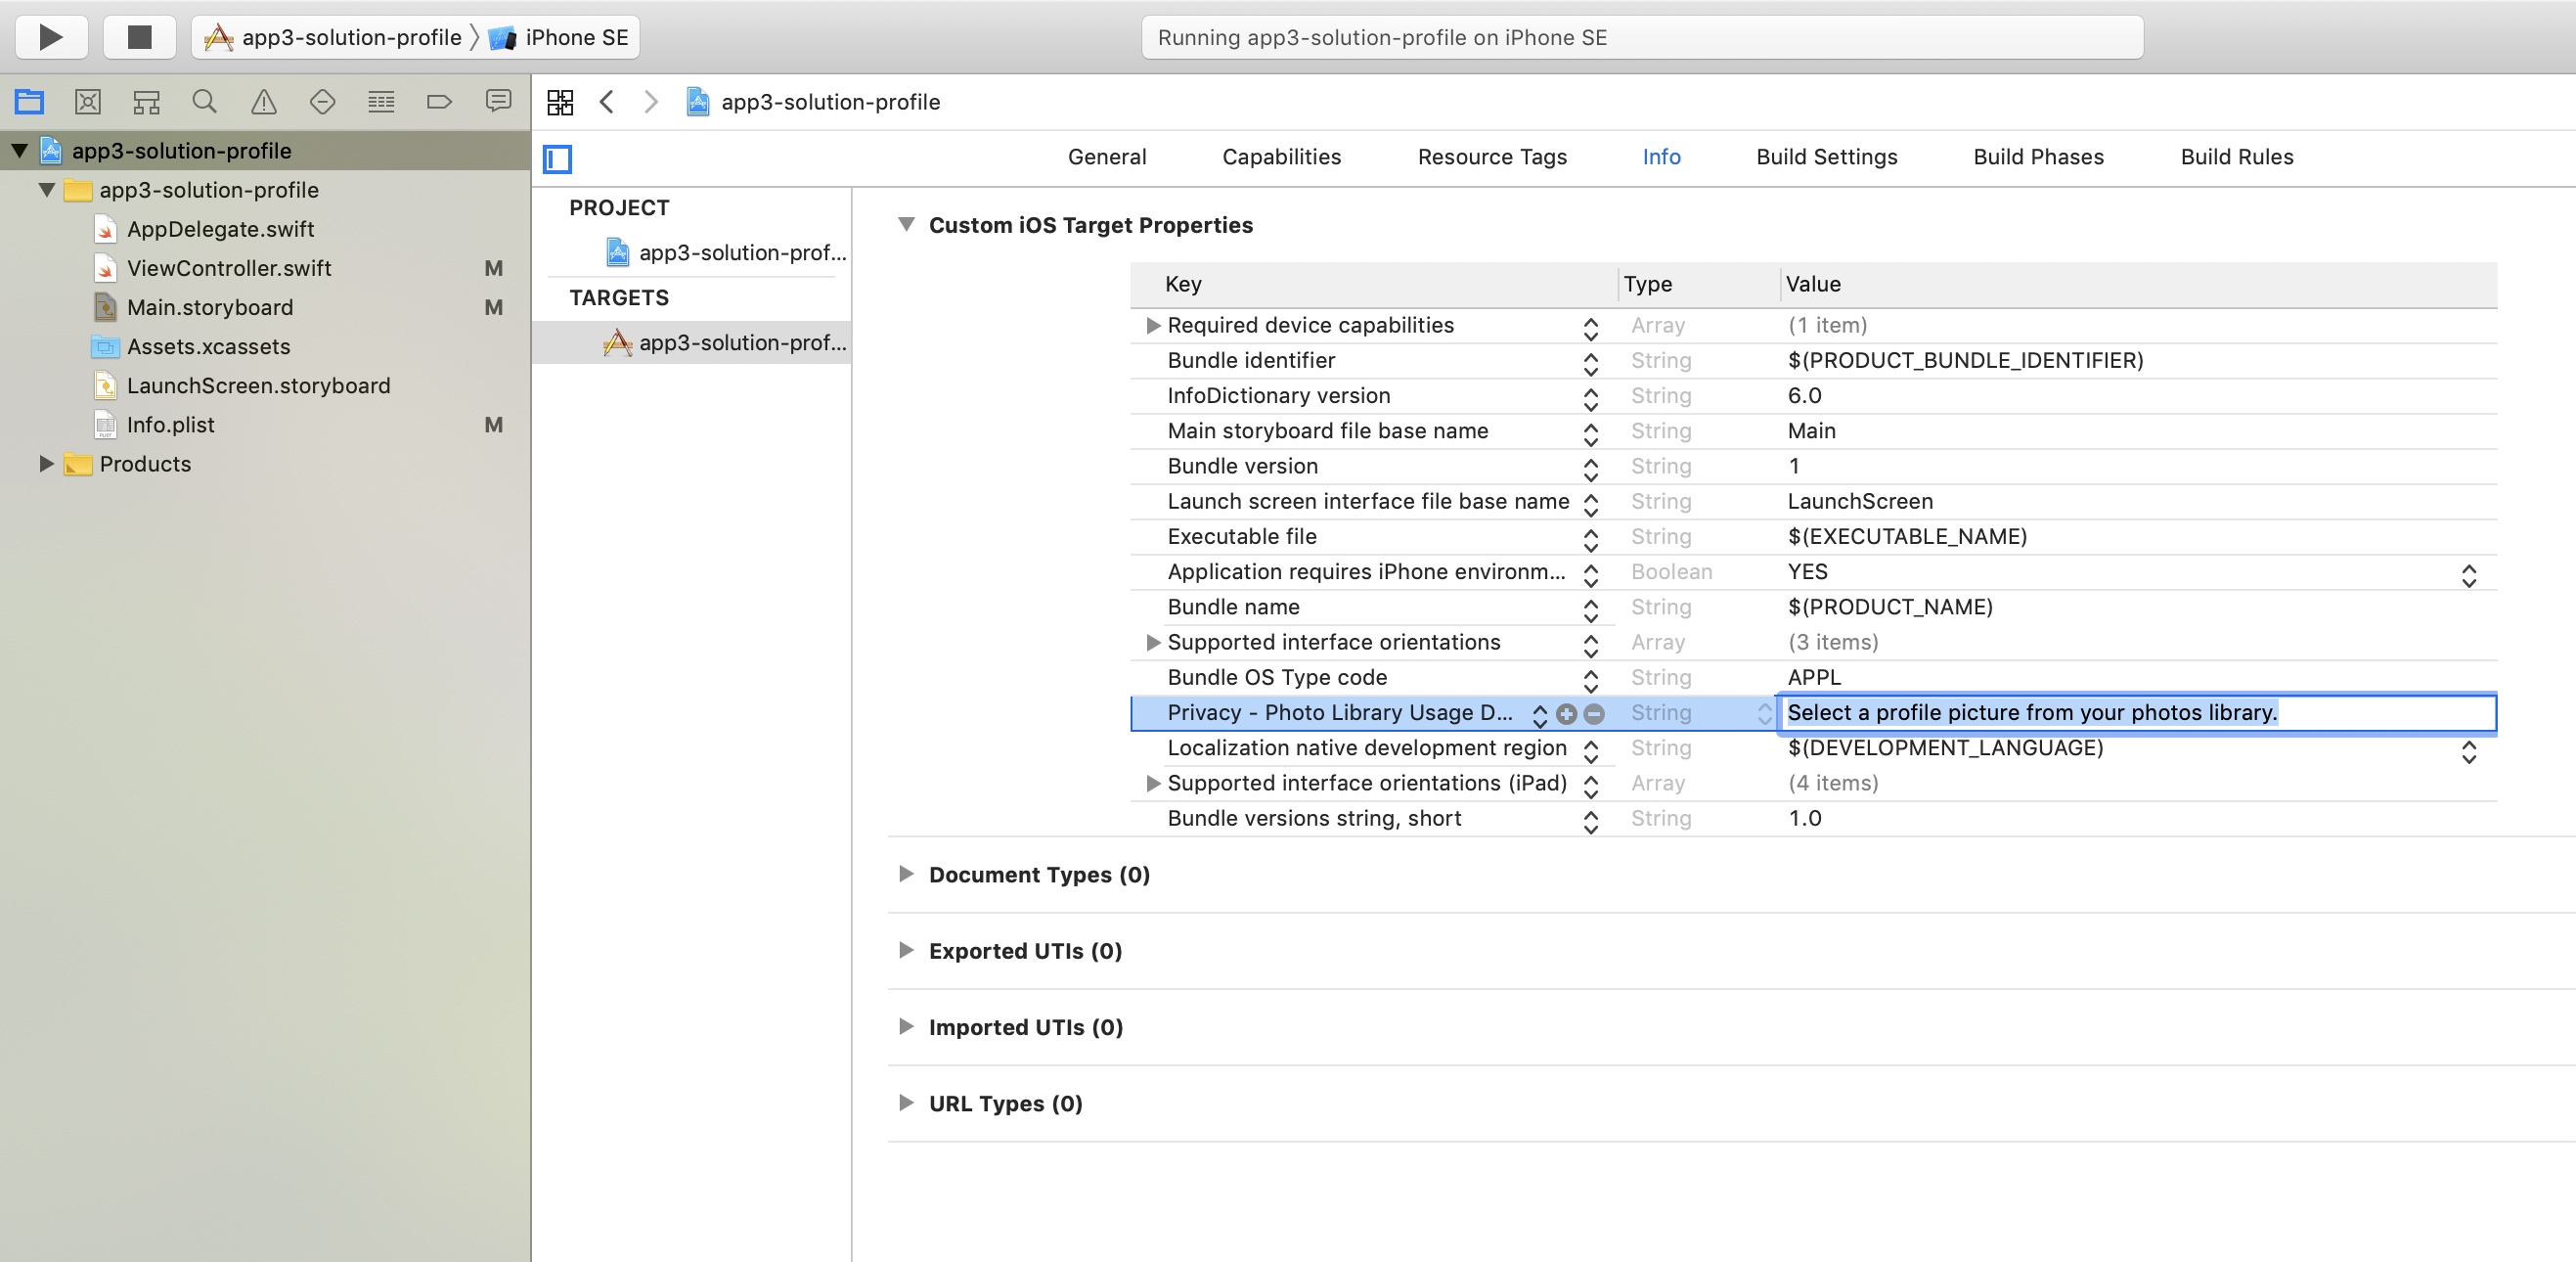 app3-solution-profile iPhone SE
Running app3-solution-profile on iPhone SE
app3-solution-profile
app3-solution-profile
AppDelegate.swift
ViewController.swift M
Main.storyboard M
Assets.xcassets
LaunchScreen.storyboard
Info.plist M
Products
app3-solution-profile
General Capabilities Resource Tags Info Build Settings Build Phases Build Rules
PROJECT
app3-solution-prof...
TARGETS
app3-solution-prof...
Custom iOS Target Properties
Key Type Value
Required device capabilities Array (1 item)
Bundle identifier String $(PRODUCT_BUNDLE_IDENTIFIER)
InfoDictionary version String 6.0
Main storyboard file base name String Main
Bundle version String 1
Launch screen interface file base name String LaunchScreen
Executable file String $(EXECUTABLE_NAME)
Application requires iPhone environm... Boolean YES
Bundle name String $(PRODUCT_NAME)
Supported interface orientations Array (3 items)
Bundle OS Type code String APPL
Privacy - Photo Library Usage D... String Select a profile picture from your photos library.
Localization native development region String $(DEVELOPMENT_LANGUAGE)
Supported interface orientations (iPad) Array (4 items)
Bundle versions string, short String 1.0
Document Types (0)
Exported UTIs (0)
Imported UTIs (0)
URL Types (0)